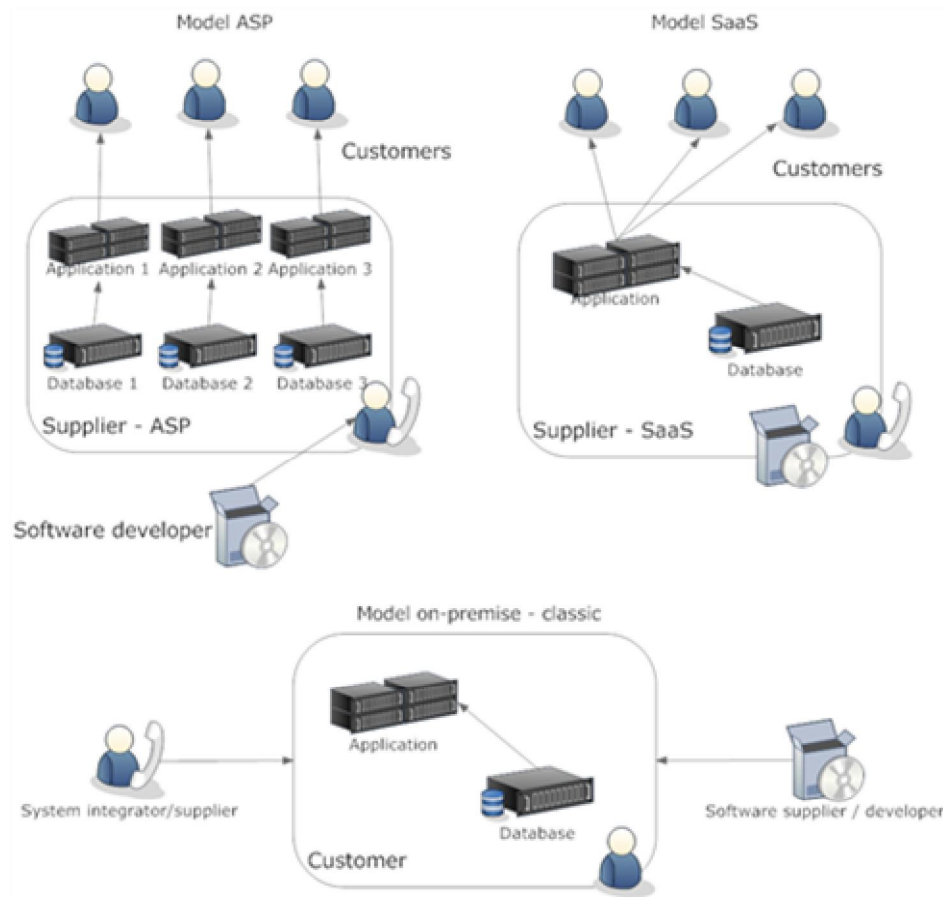 Model ASP
Customers
Application 1
Application 2
Application 3
Database 1
Database 2
Database 3
Supplier - ASP
Software developer
Model SaaS
Customers
Application
Database
Supplier - SaaS
Model on-premise - classic
Application
Database
Customer
System integrator/supplier
Software supplier / developer